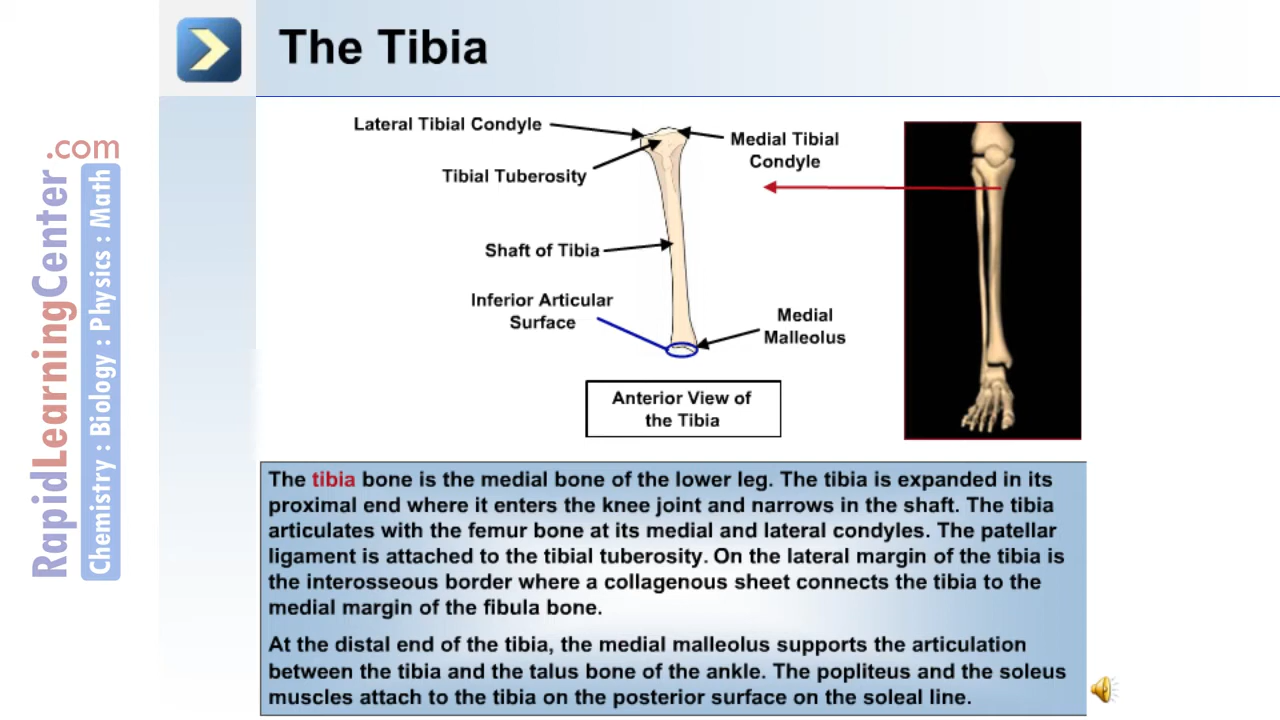 The Tibia
RapidLearningCenter.com
Chemistry : Biology : Physics : Math
Lateral Tibial Condyle
Medial Tibial
Condyle
Tibial Tuberosity
Shaft of Tibia
Inferior Articular
Surface
Medial
Malleolus
Anterior View of
the Tibia
The tibia bone is the medial bone of the lower leg. The tibia is expanded in its
proximal end where it enters the knee joint and narrows in the shaft. The tibia
articulates with the femur bone at its medial and lateral condyles. The patellar
ligament is attached to the tibial tuberosity. On the lateral margin of the tibia is
the interosseous border where a collagenous sheet connects the tibia to the
medial margin of the fibula bone.
At the distal end of the tibia, the medial malleolus supports the articulation
between the tibia and the talus bone of the ankle. The popliteus and the soleus
muscles attach to the tibia on the posterior surface on the soleal line.